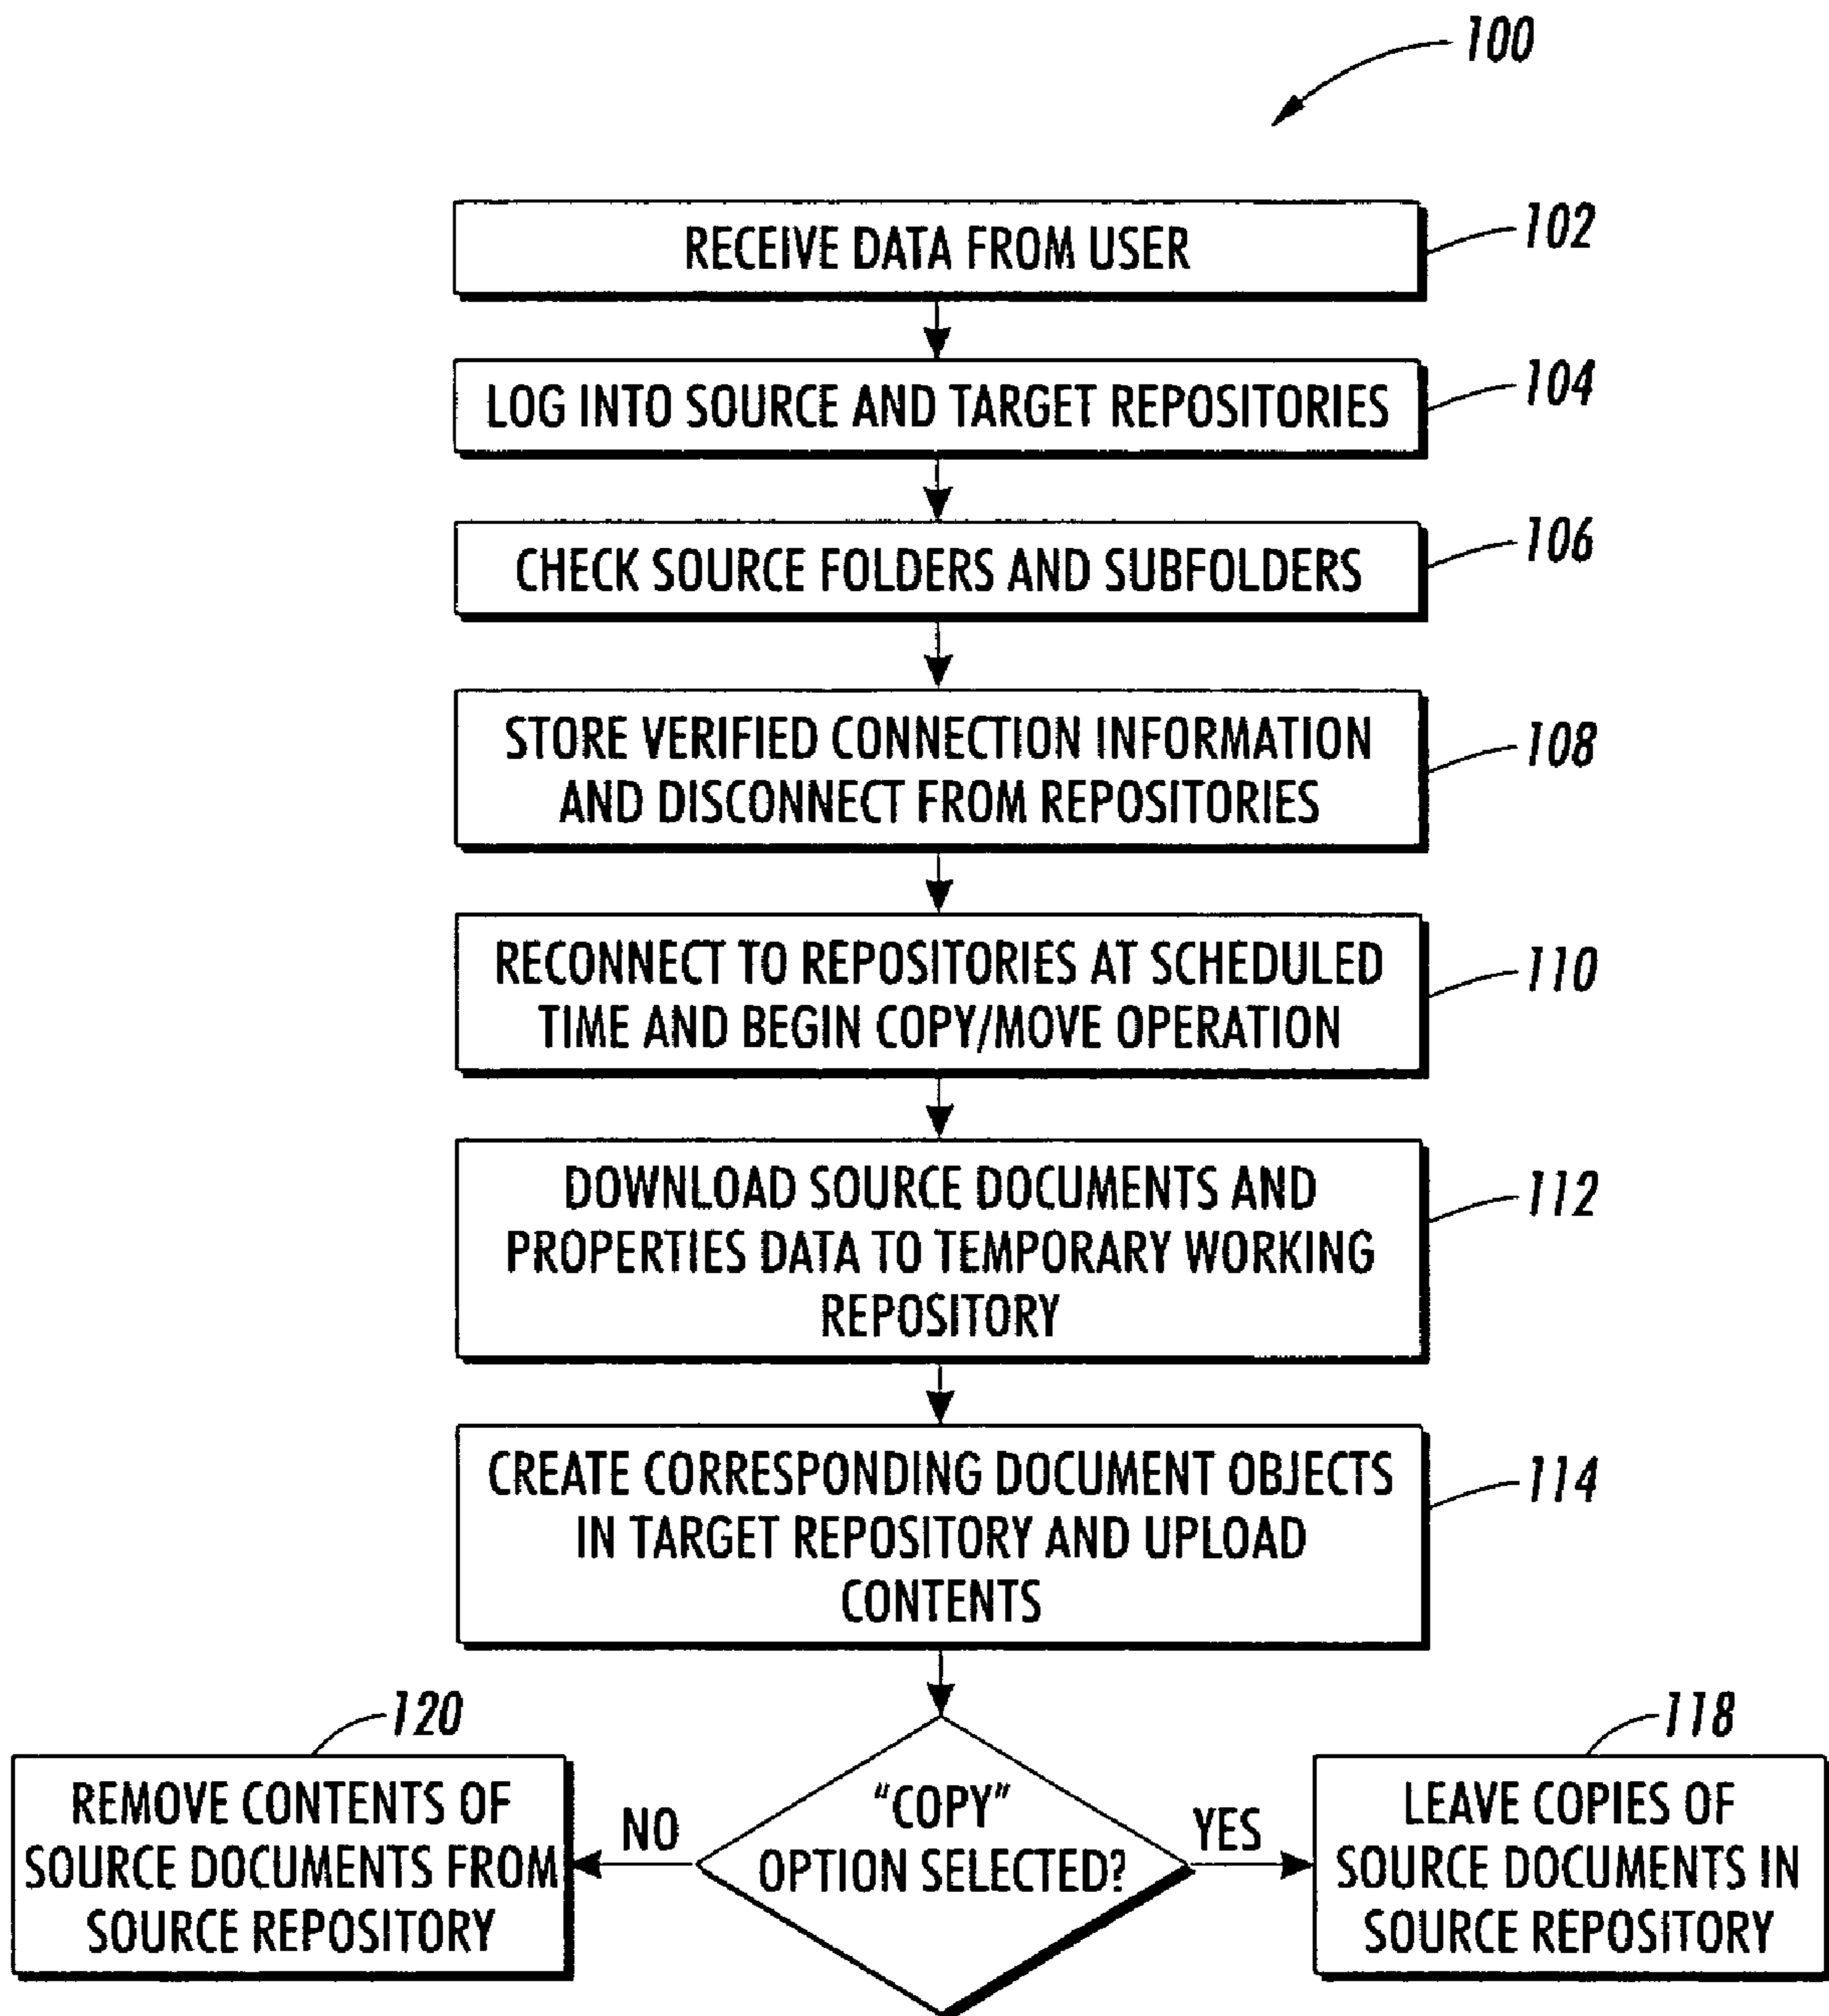 100
RECEIVE DATA FROM USER
102
LOG INTO SOURCE AND TARGET REPOSITORIES
104
CHECK SOURCE FOLDERS AND SUBFOLDERS
106
STORE VERIFIED CONNECTION INFORMATION
AND DISCONNECT FROM REPOSITORIES
108
RECONNECT TO REPOSITORIES AT SCHEDULED
TIME AND BEGIN COPY/MOVE OPERATION
110
DOWNLOAD SOURCE DOCUMENTS AND
PROPERTIES DATA TO TEMPORARY WORKING
REPOSITORY
112
CREATE CORRESPONDING DOCUMENT OBJECTS
IN TARGET REPOSITORY AND UPLOAD
CONTENTS
114
120
REMOVE CONTENTS OF
SOURCE DOCUMENTS FROM
SOURCE REPOSITORY
NO
“COPY”
OPTION SELECTED?
YES
118
LEAVE COPIES OF
SOURCE DOCUMENTS IN
SOURCE REPOSITORY